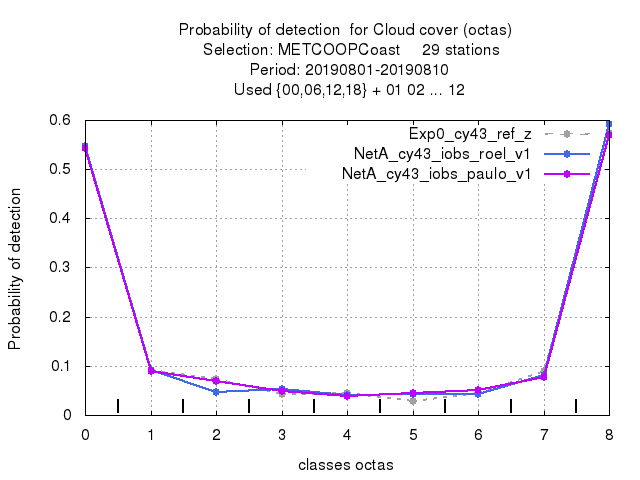 Probability of detection  for Cloud cover (octas)
Selection: METCOOPCoast     29 stations
Period: 20190801-20190810
Used {00,06,12,18} + 01 02 ... 12
Exp0_cy43_ref_z
NetA_cy43_iobs_roel_v1
NetA_cy43_iobs_paulo_v1
Probability of detection
0.6
0.5
0.4
0.3
0.2
0.1
0
0 1 2 3 4 5 6 7 8
classes octas